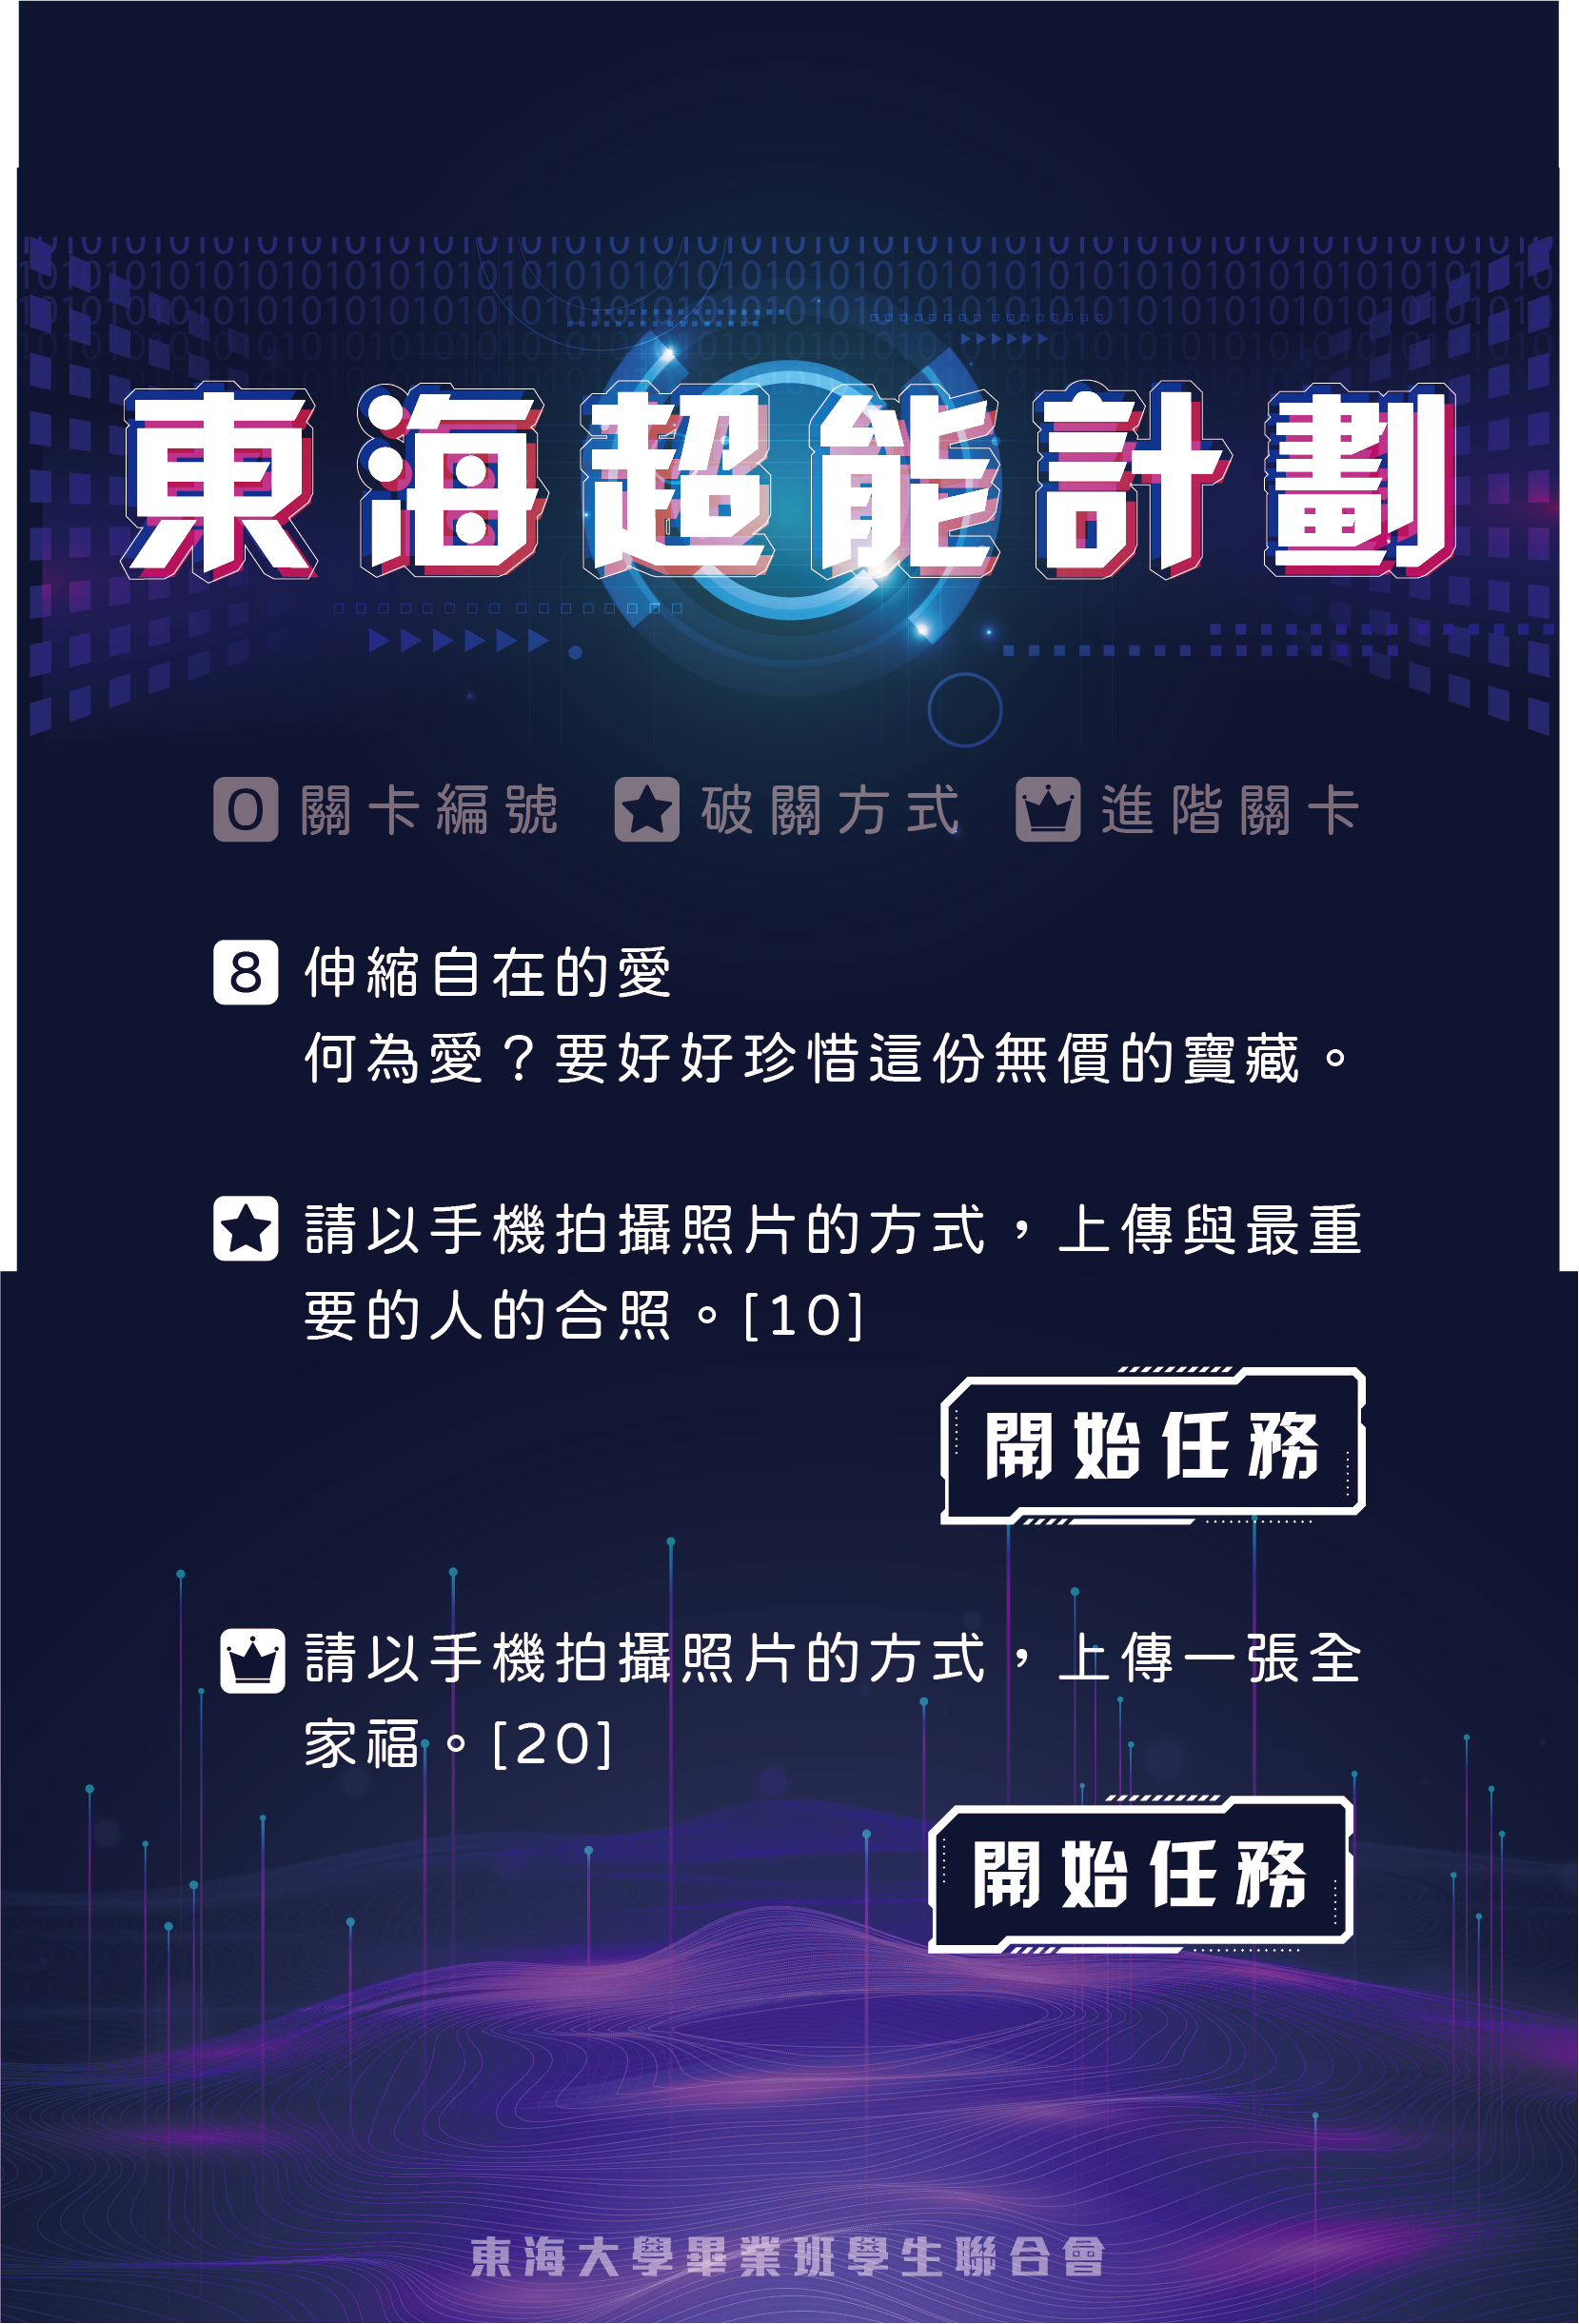 東海超能計劃
0 關卡編號 破關方式 進階關卡
8 伸縮自在的愛
何為愛？要好好珍惜這份無價的寶藏。
請以手機拍攝照片的方式，上傳與最重
要的人的合照。[10]
開始任務
請以手機拍攝照片的方式，上傳一張全
家福。[20]
開始任務
東海大學畢業班學生聯合會